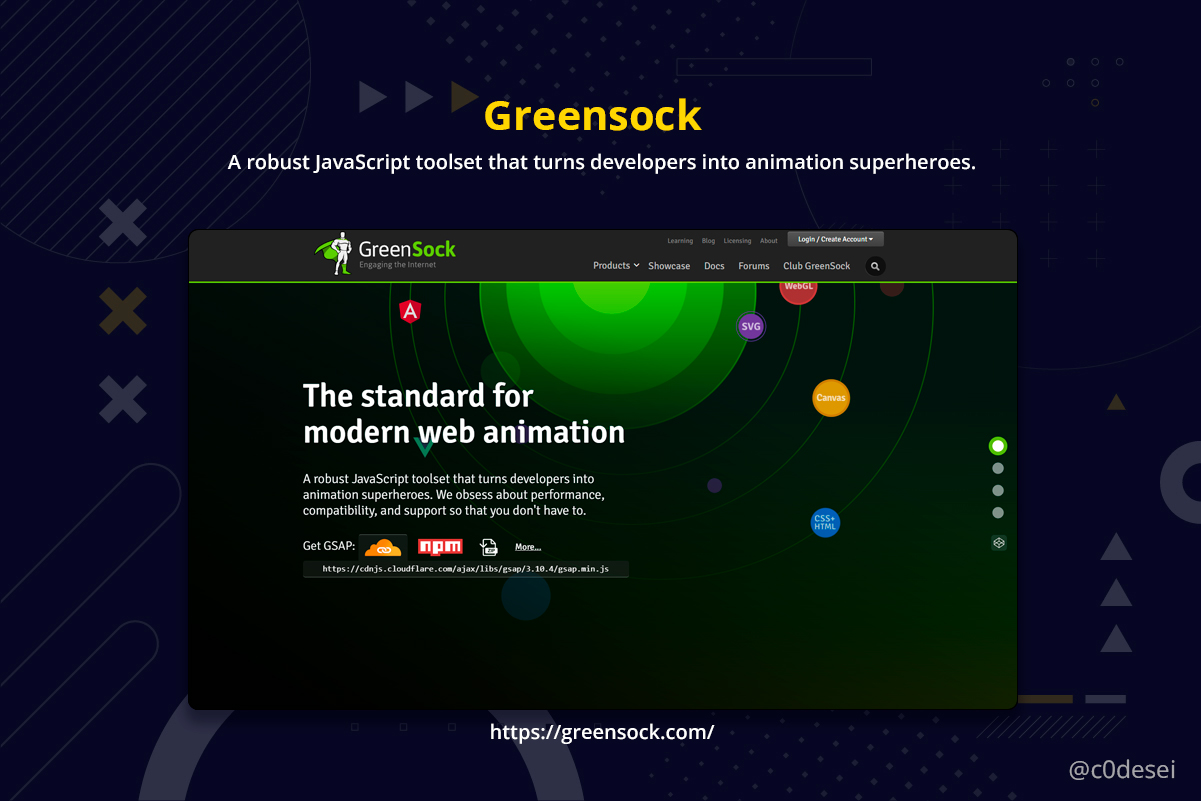 Greensock
A robust JavaScript toolset that turns developers into animation superheroes.
GreenSock
Engaging the Internet
Learning Blog Licensing About Login / Create Account
Products Showcase Docs Forums Club GreenSock
WebGL
A
SVG
Canvas
The standard for
modern web animation
A robust JavaScript toolset that turns developers into
animation superheroes. We obsess about performance,
compatibility, and support so that you don't have to.
CSS+
HTML
Get GSAP: npm ZIP More...
https://cdnjs.cloudflare.com/ajax/libs/gsap/3.10.4/gsap.min.js
https://greensock.com/
@c0desei